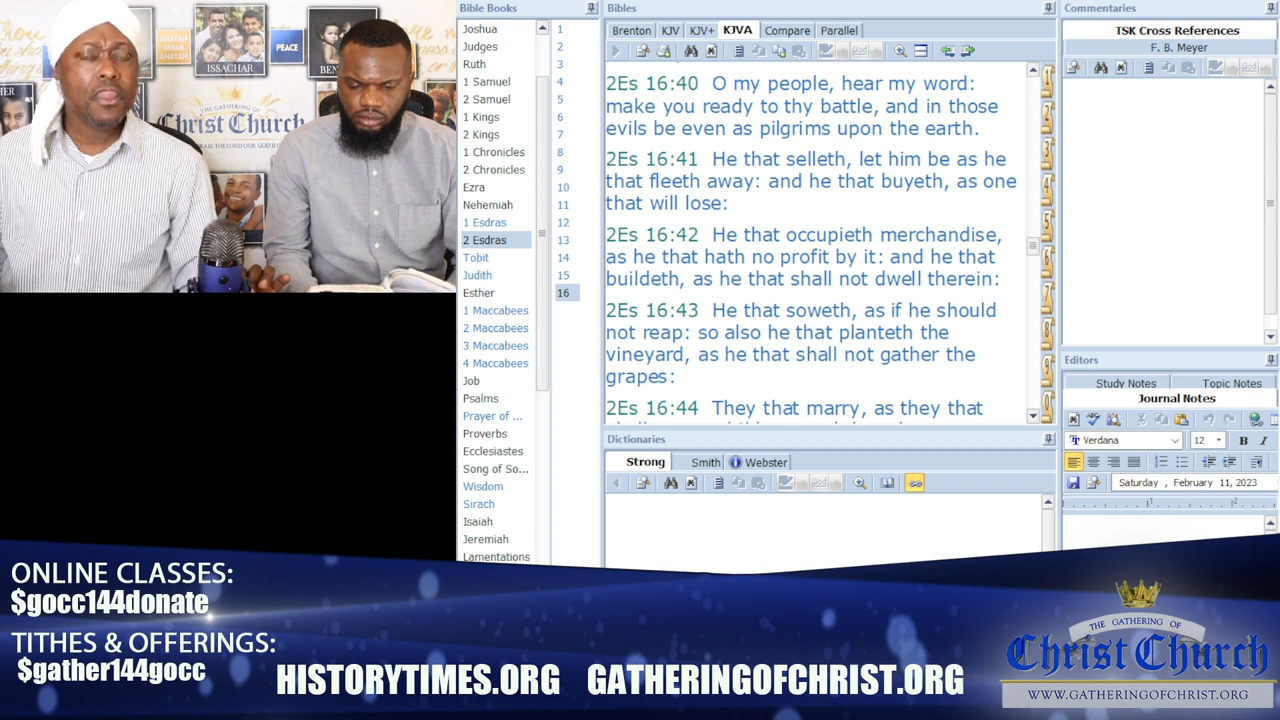 AHAYAH
ASHAR
AHAYAH
ISSACHAR
PEACE
BEN
HER
THE GATHERING OF
Christ Church
Bible Books
Joshua
Judges
Ruth
1 Samuel
2 Samuel
1 Kings
2 Kings
1 Chronicles
2 Chronicles
Ezra
Nehemiah
1 Esdras
2 Esdras
Tobit
Judith
Esther
1 Maccabees
2 Maccabees
3 Maccabees
4 Maccabees
Job
Psalms
Prayer of ...
Proverbs
Ecclesiastes
Song of So...
Wisdom
Sirach
Isaiah
Jeremiah
Lamentations
1
2
3
4
5
6
7
8
9
10
11
12
13
14
15
16
Bibles
Brenton KJV KJV+ KJVA Compare Parallel
2Es 16:40 O my people, hear my word:
make you ready to thy battle, and in those
evils be even as pilgrims upon the earth.
2Es 16:41 He that selleth, let him be as he
that fleeth away: and he that buyeth, as one
that will lose:
2Es 16:42 He that occupieth merchandise,
as he that hath no profit by it: and he that
buildeth, as he that shall not dwell therein:
2Es 16:43 He that soweth, as if he should
not reap: so also he that planteth the
vineyard, as he that shall not gather the
grapes:
2Es 16:44 They that marry, as they that
Dictionaries
Strong Smith Webster
Commentaries
TSK Cross References
F. B. Meyer
Editors
Study Notes Topic Notes
Journal Notes
Verdana 12 B I
Saturday , February 11, 2023
1 2
ONLINE CLASSES:
$gocc144donate
TITHES & OFFERINGS:
$gather144gocc
HISTORYTIMES.ORG GATHERINGOFCHRIST.ORG
THE GATHERING OF
Christ Church
WWW.GATHERINGOFCHRIST.ORG